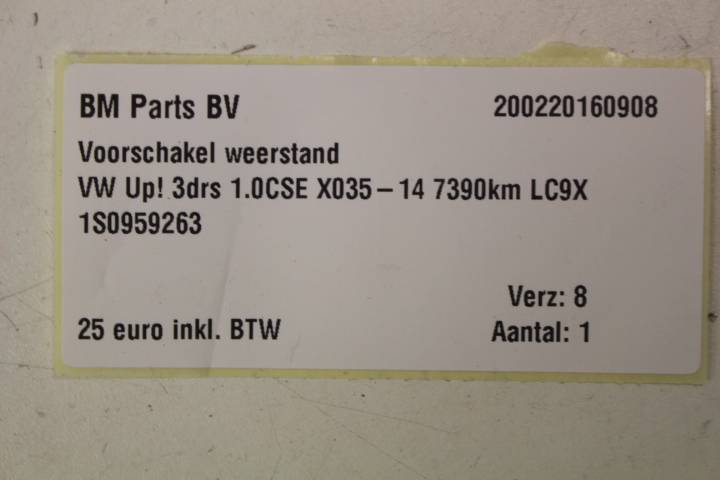 BM Parts BV 200220160908
Voorschakel weerstand
VW Up! 3drs 1.0CSE X035 – 14 7390km LC9X
1S0959263
Verz: 8
25 euro inkl. BTW Aantal: 1